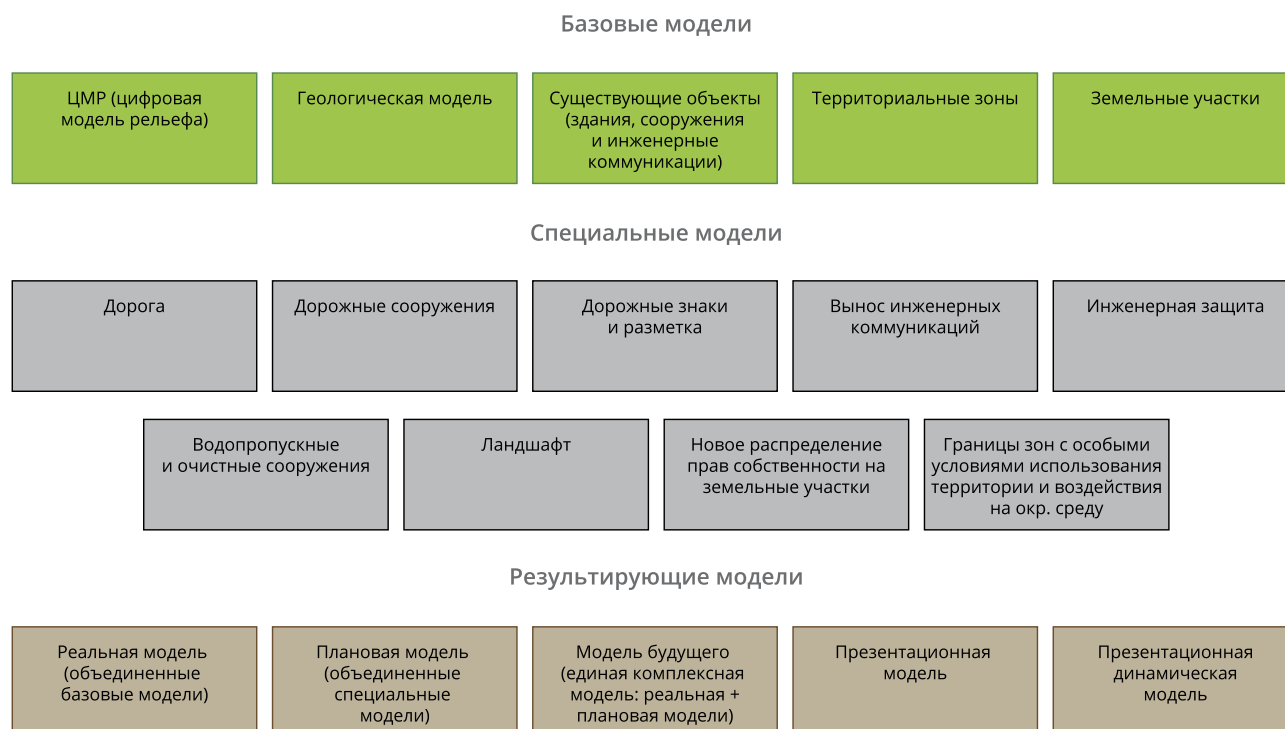 Базовые модели
ЦМР (цифровая
модель рельефа)
Геологическая модель
Существующие объекты
(здания, сооружения
и инженерные
коммуникации)
Территориальные зоны
Земельные участки
Специальные модели
Дорога
Дорожные сооружения
Дорожные знаки
и разметка
Вынос инженерных
коммуникаций
Инженерная защита
Водопропускные
и очистные сооружения
Ландшафт
Новое распределение
прав собственности на
земельные участки
Границы зон с особыми
условиями использования
территории и воздействия
на окр. среду
Результирующие модели
Реальная модель
(объединенные
базовые модели)
Плановая модель
(объединенные
специальные
модели)
Модель будущего
(единая комплексная
модель: реальная +
плановая модели)
Презентационная
модель
Презентационная
динамическая
модель